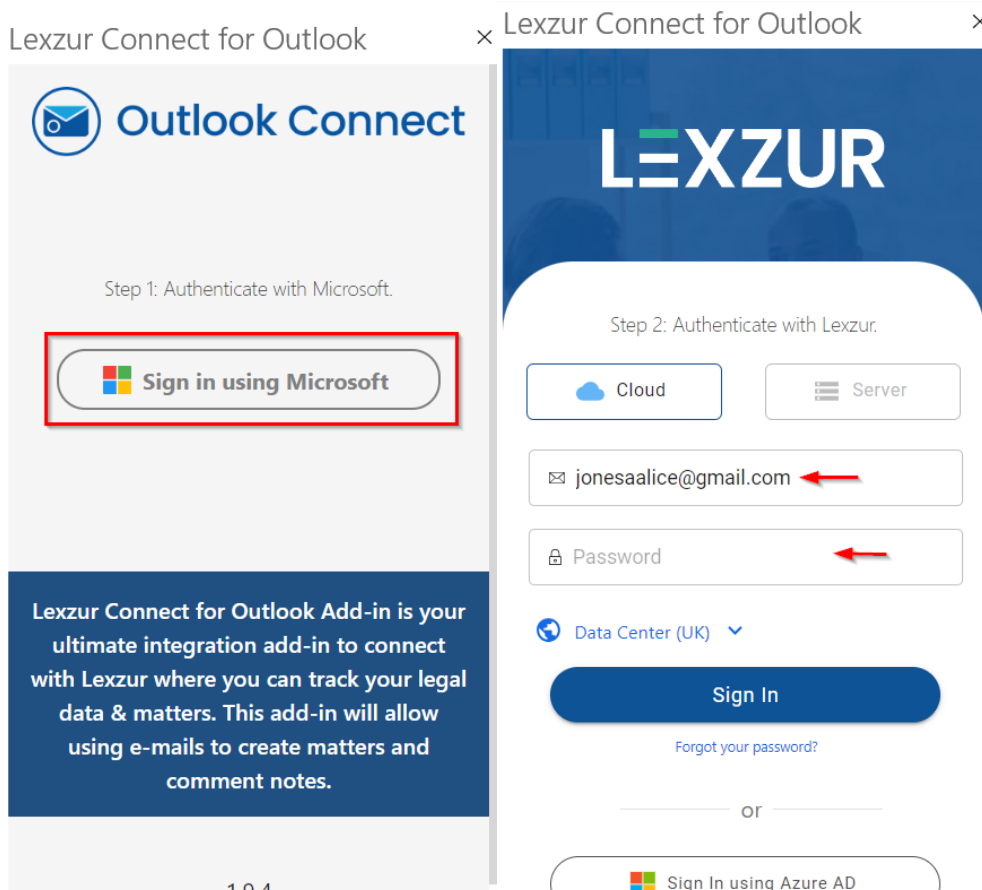 Lexzur Connect for Outlook
Outlook Connect
Step 1: Authenticate with Microsoft.
Sign in using Microsoft
Lexzur Connect for Outlook Add-in is your
ultimate integration add-in to connect
with Lexzur where you can track your legal
data & matters. This add-in will allow
using e-mails to create matters and
comment notes.
1.9.4
Lexzur Connect for Outlook
LEXZUR
Step 2: Authenticate with Lexzur.
Cloud
Server
jonesaalice@gmail.com
Password
Data Center (UK)
Sign In
Forgot your password?
or
Sign In using Azure AD